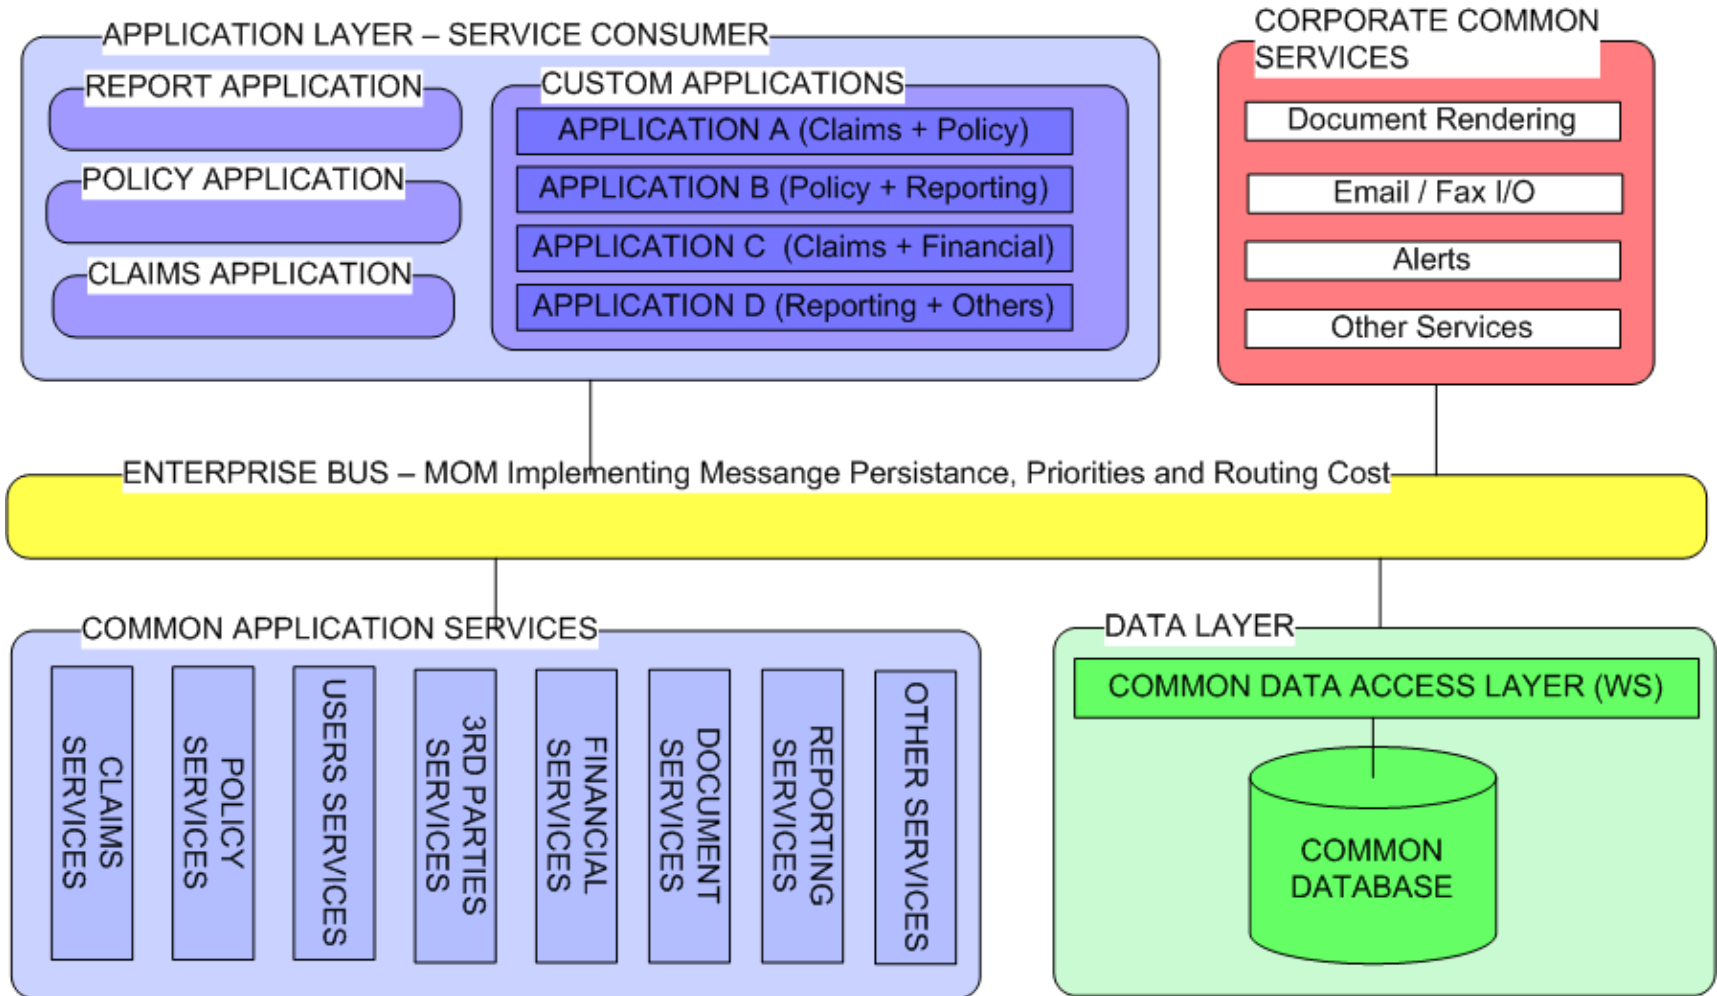 APPLICATION LAYER – SERVICE CONSUMER
REPORT APPLICATION
POLICY APPLICATION
CLAIMS APPLICATION
CUSTOM APPLICATIONS
APPLICATION A (Claims + Policy)
APPLICATION B (Policy + Reporting)
APPLICATION C (Claims + Financial)
APPLICATION D (Reporting + Others)
CORPORATE COMMON
SERVICES
Document Rendering
Email / Fax I/O
Alerts
Other Services
ENTERPRISE BUS – MOM Implementing Messange Persistance, Priorities and Routing Cost
COMMON APPLICATION SERVICES
CLAIMS
SERVICES
POLICY
SERVICES
USERS SERVICES
3RD PARTIES
SERVICES
FINANCIAL
SERVICES
DOCUMENT
SERVICES
REPORTING
SERVICES
OTHER SERVICES
DATA LAYER
COMMON DATA ACCESS LAYER (WS)
COMMON
DATABASE